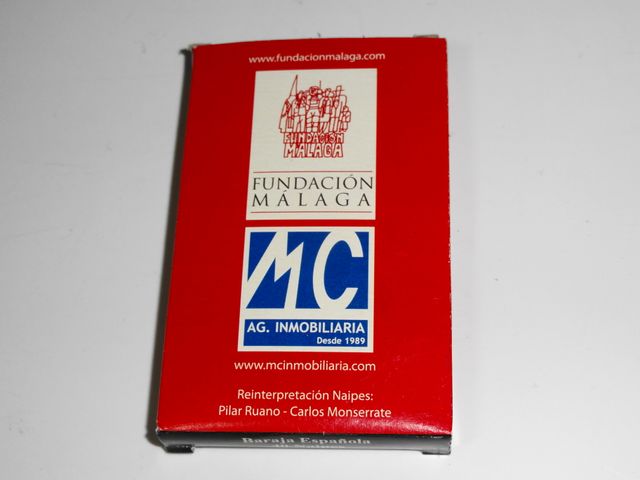 www.fundacionmalaga.com
FUNDACIÓN
MÁLAGA
FUNDACIÓN
MÁLAGA
MC
AG. INMOBILIARIA
Desde 1989
www.mcinmobiliaria.com
Reinterpretación Naipes:
Pilar Ruano - Carlos Monserrate
Baraja Española